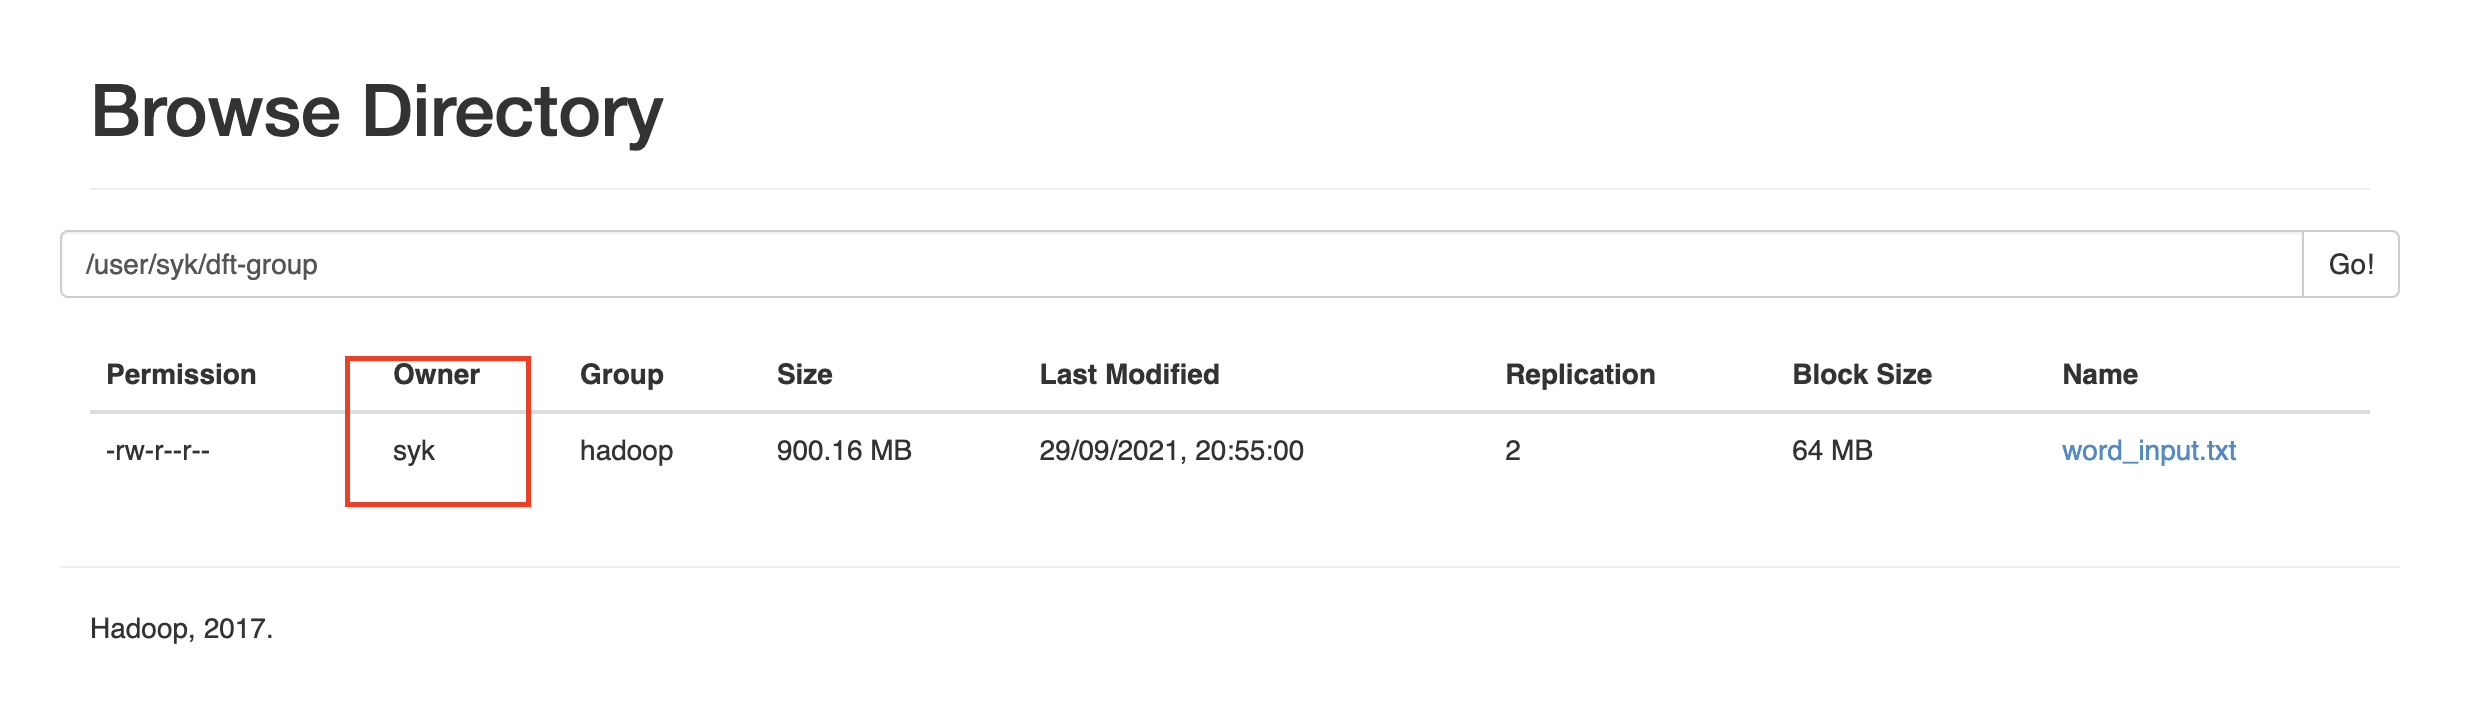 Browse Directory
/user/syk/dft-group Go!
Permission Owner Group Size Last Modified Replication Block Size Name
-rw-r--r-- syk hadoop 900.16 MB 29/09/2021, 20:55:00 2 64 MB word_input.txt
Hadoop, 2017.